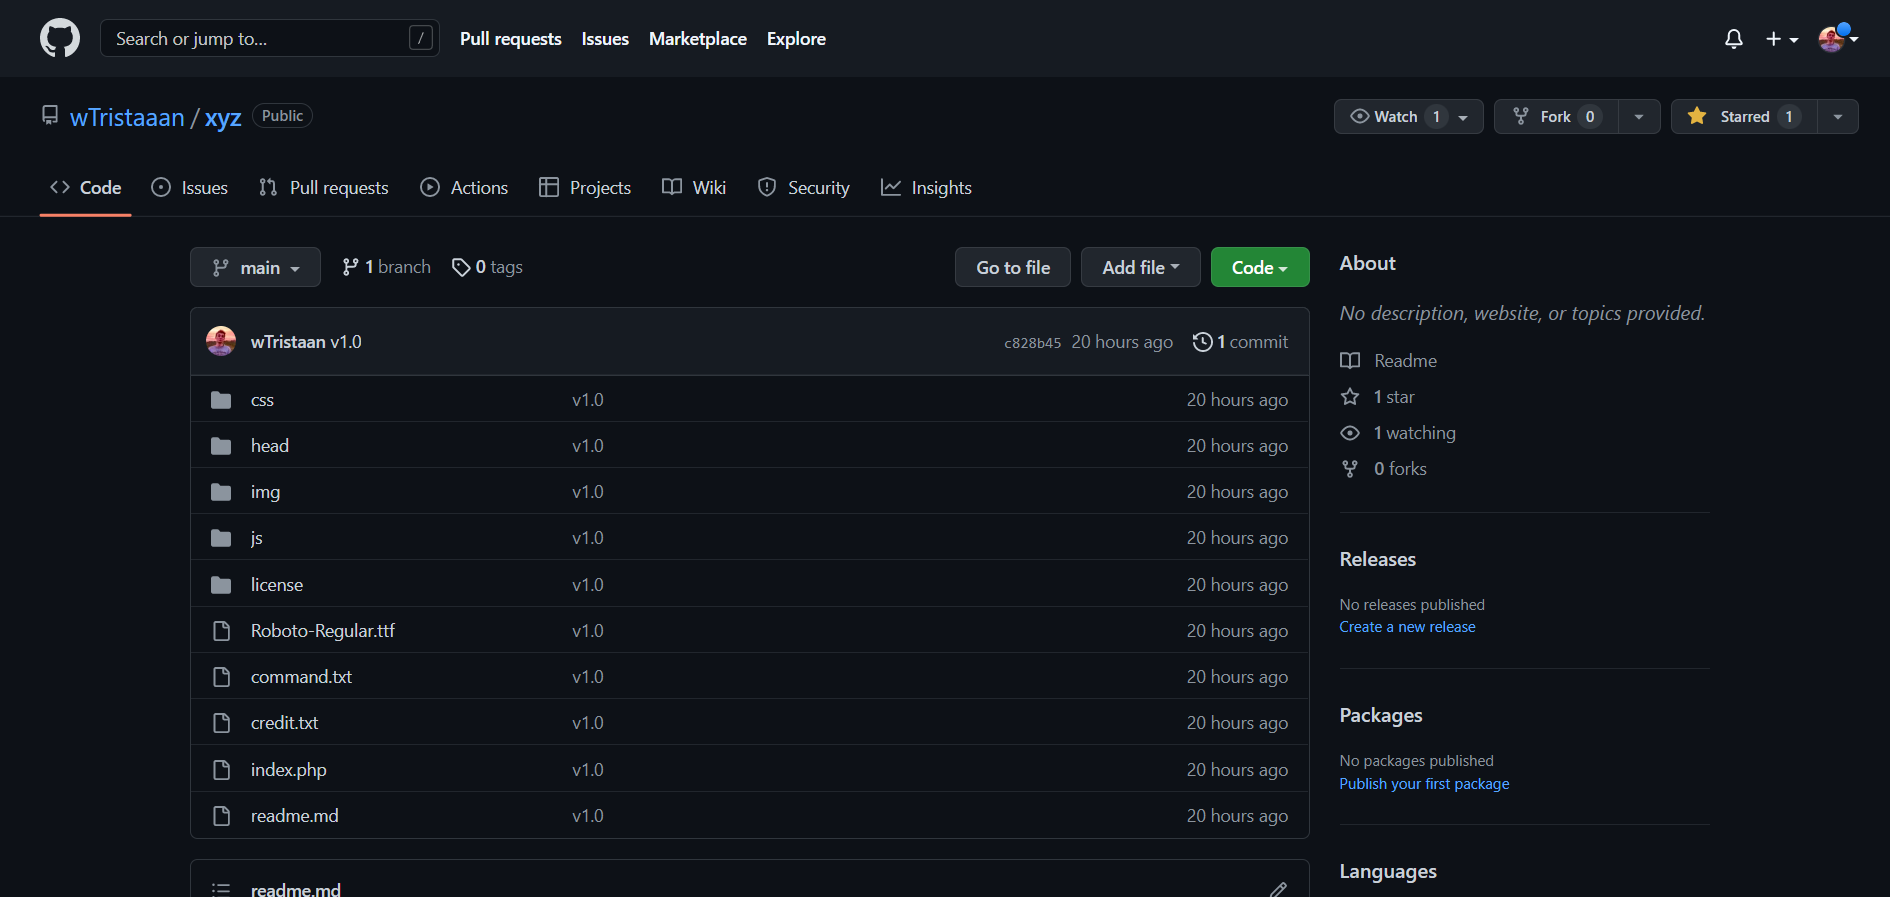 Search or jump to... / Pull requests Issues Marketplace Explore
wTristaaan / xyz Public Watch 1 Fork 0 Starred 1
Code Issues Pull requests Actions Projects Wiki Security Insights
main 1 branch 0 tags Go to file Add file Code
wTristaan v1.0 c828b45 20 hours ago 1 commit
css v1.0 20 hours ago
head v1.0 20 hours ago
img v1.0 20 hours ago
js v1.0 20 hours ago
license v1.0 20 hours ago
Roboto-Regular.ttf v1.0 20 hours ago
command.txt v1.0 20 hours ago
credit.txt v1.0 20 hours ago
index.php v1.0 20 hours ago
readme.md v1.0 20 hours ago
readme.md
About
No description, website, or topics provided.
Readme
1 star
1 watching
0 forks
Releases
No releases published
Create a new release
Packages
No packages published
Publish your first package
Languages